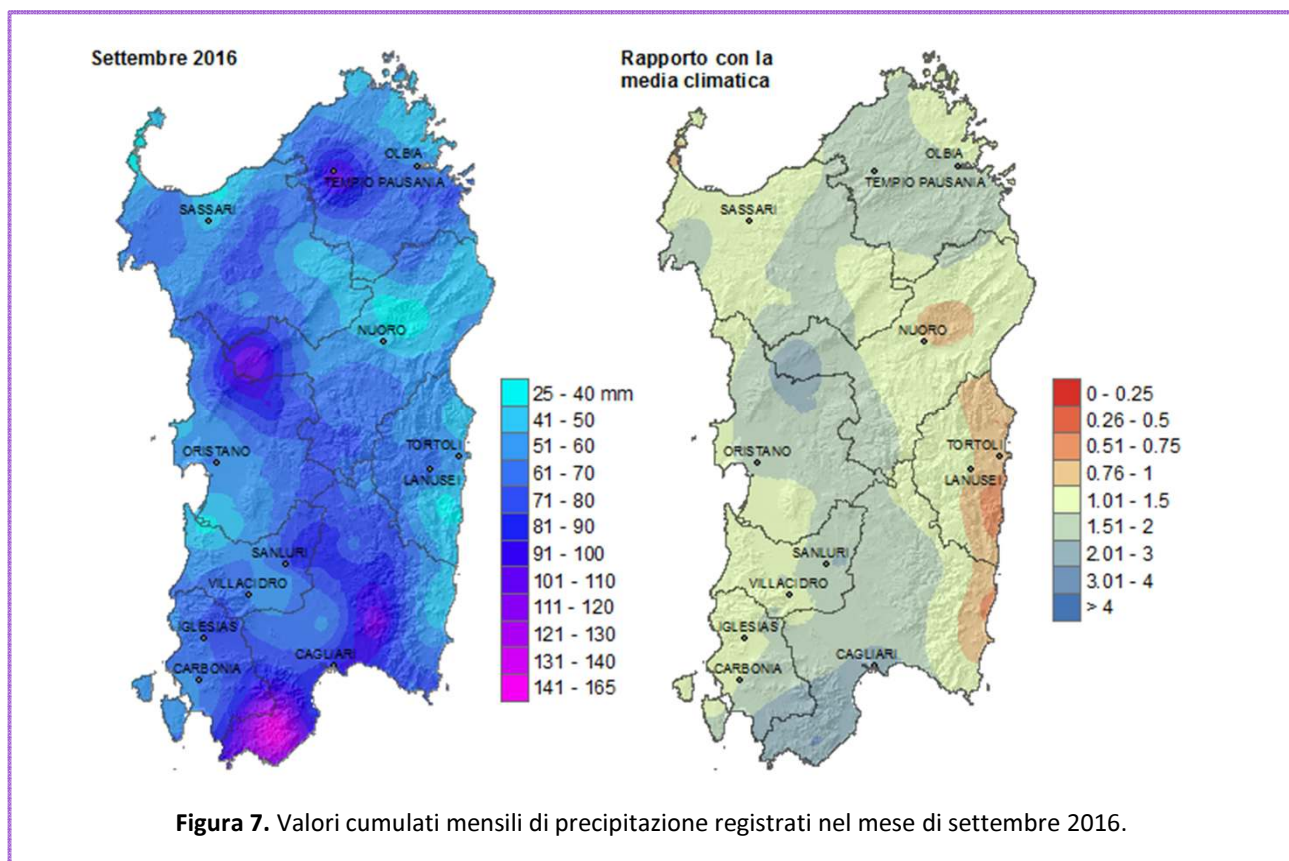 Settembre 2016
OLBIA
TEMPIO PAUSANIA
SASSARI
NUORO
ORISTANO
TORTOLI
LANUSEI
SANLURI
VILLACIDRO
IGLESIAS
CARBONIA
CAGLIARI
25 - 40 mm
41 - 50
51 - 60
61 - 70
71 - 80
81 - 90
91 - 100
101 - 110
111 - 120
121 - 130
131 - 140
141 - 165
Rapporto con la
media climatica
OLBIA
TEMPIO PAUSANIA
SASSARI
NUORO
ORISTANO
TORTOLI
LANUSEI
SANLURI
VILLACIDRO
IGLESIAS
CARBONIA
CAGLIARI
0 - 0.25
0.26 - 0.5
0.51 - 0.75
0.76 - 1
1.01 - 1.5
1.51 - 2
2.01 - 3
3.01 - 4
> 4
Figura 7. Valori cumulati mensili di precipitazione registrati nel mese di settembre 2016.